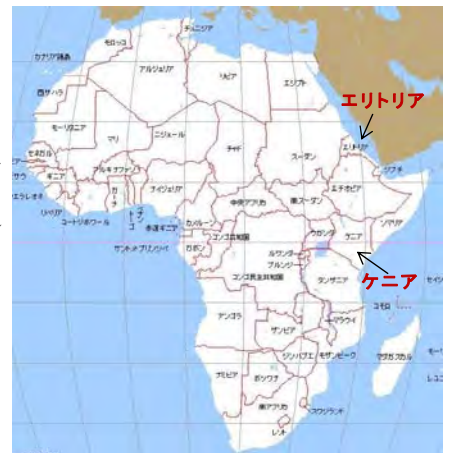 チュニジア
モロッコ
カナリア諸島
アルジェリア
リビア
エジプト
西サハラ
エリトリア
モーリタニア
マリ
ニジェール
チャド
スーダン
エリトリア
セネガル
ギニア
ブルキナファソ
ナイジェリア
ジブチ
エチオピア
中央アフリカ
南スーダン
ソマリア
リベリア
コートジボワール
ガーナ
トーゴ
ベナン
カメルーン
赤道ギニア
サントメプリンシペ
ガボン
コンゴ共和国
ウガンダ
ケニア
ルワンダ
ブルンジ
コンゴ民主共和国
タンザニア
ケニア
コモロ
アンゴラ
マラウイ
ザンビア
ジンバブエ
モザンビーク
マダガスカル
ナミビア
ボツワナ
南アフリカ
スワジランド
レソト